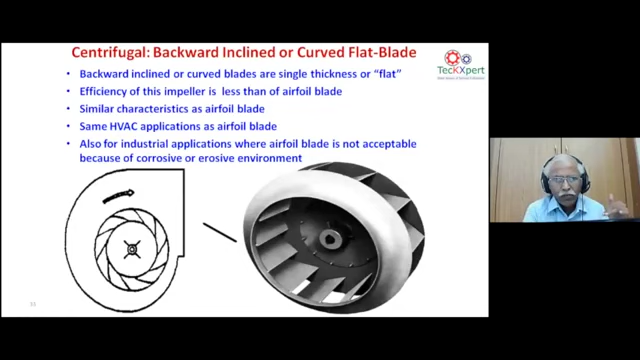 Centrifugal: Backward Inclined or Curved Flat-Blade
TecKXpert
Backward inclined or curved blades are single thickness or “flat”
Efficiency of this impeller is less than of airfoil blade
Similar characteristics as airfoil blade
Same HVAC applications as airfoil blade
Also for industrial applications where airfoil blade is not acceptable
because of corrosive or erosive environment